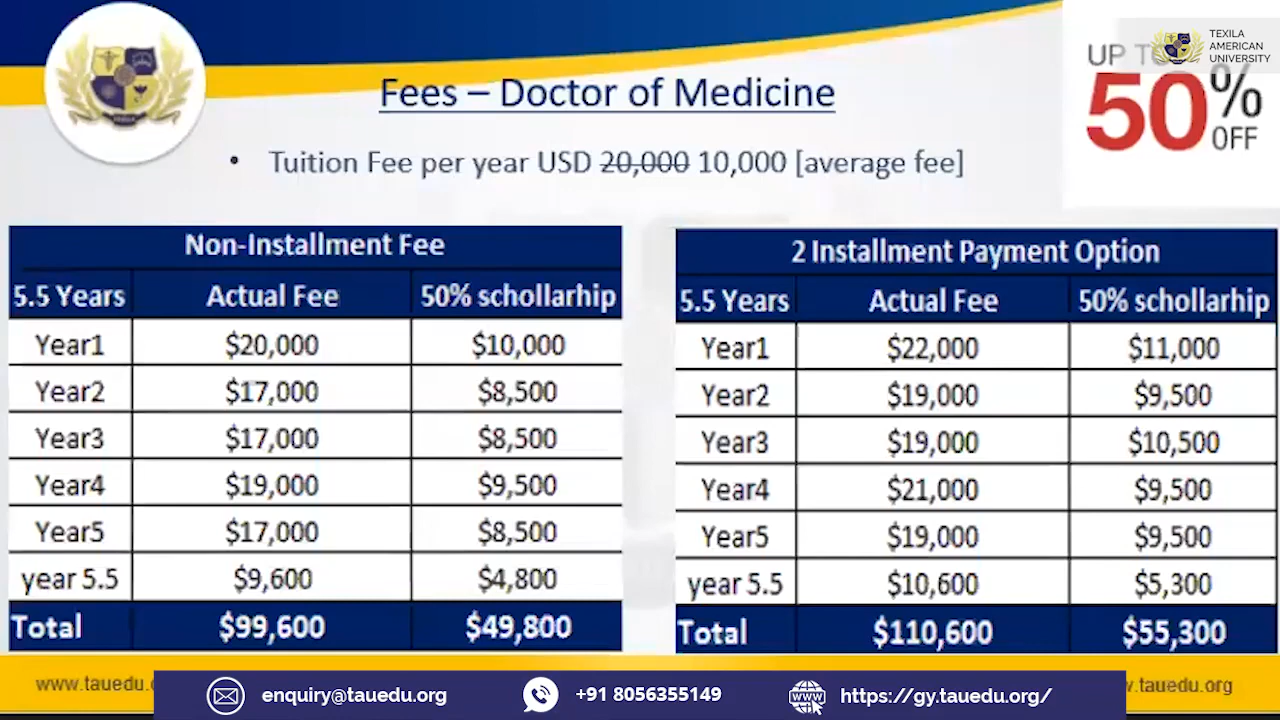 TEXILA
AMERICAN
UNIVERSITY
UP T
50%
OFF
Fees – Doctor of Medicine
• Tuition Fee per year USD 20,000 10,000 [average fee]
Non-Installment Fee
5.5 Years Actual Fee 50% schollarhip
Year1 $20,000 $10,000
Year2 $17,000 $8,500
Year3 $17,000 $8,500
Year4 $19,000 $9,500
Year5 $17,000 $8,500
year 5.5 $9,600 $4,800
Total $99,600 $49,800
2 Installment Payment Option
5.5 Years Actual Fee 50% schollarhip
Year1 $22,000 $11,000
Year2 $19,000 $9,500
Year3 $19,000 $10,500
Year4 $21,000 $9,500
Year5 $19,000 $9,500
year 5.5 $10,600 $5,300
Total $110,600 $55,300
www.tauedu.
enquiry@tauedu.org
+91 8056355149
https://gy.tauedu.org/
.tauedu.org